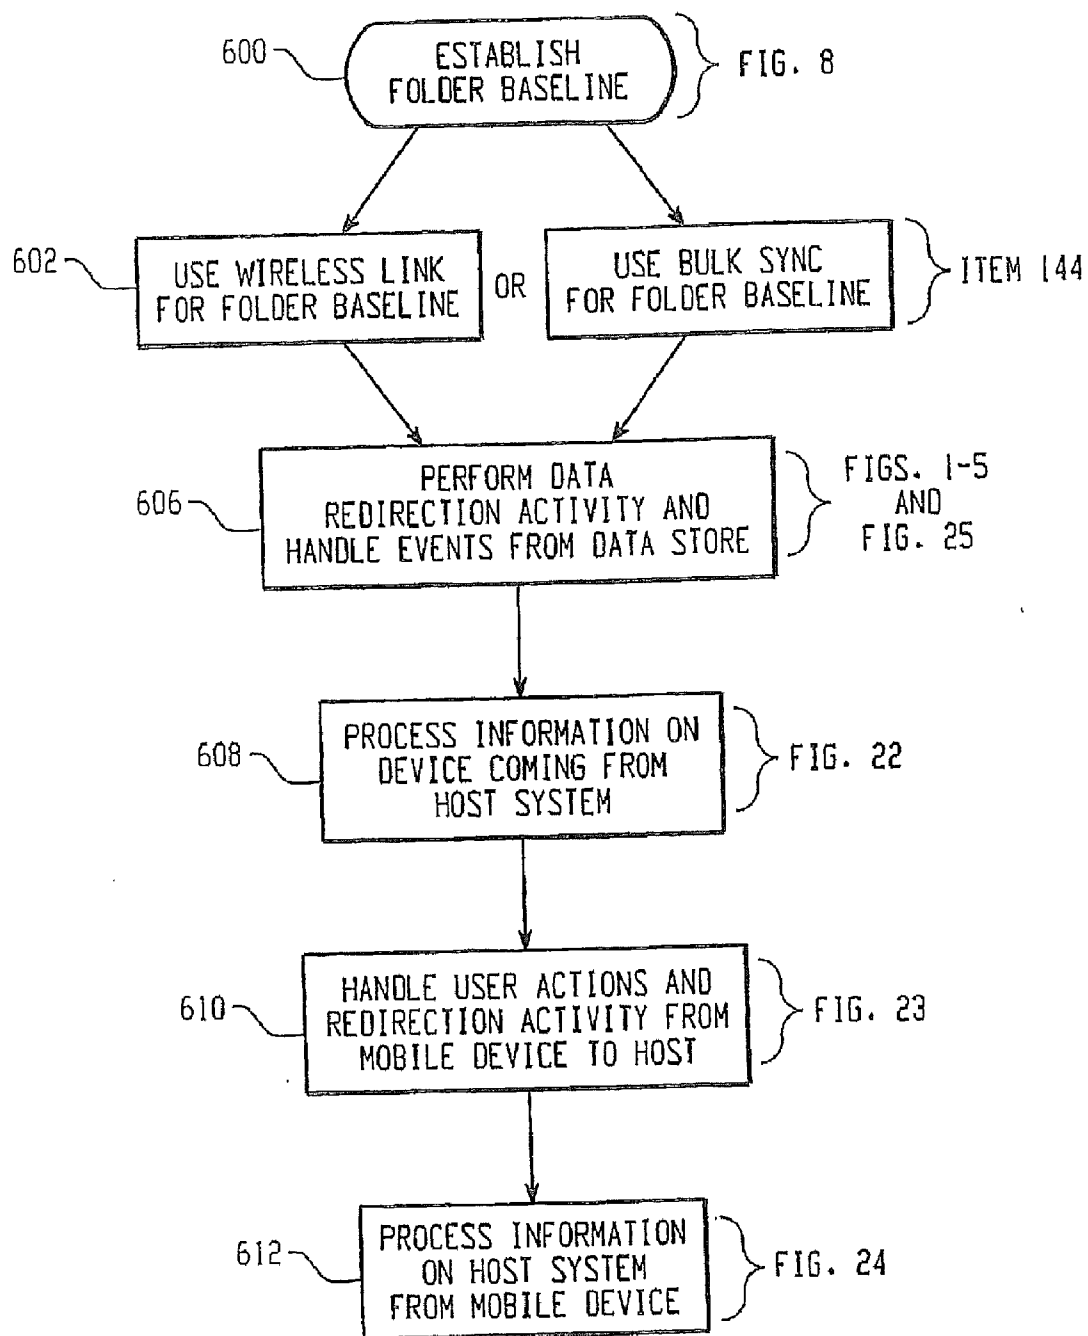 600
ESTABLISH
FOLDER BASELINE
FIG. 8
602
USE WIRELESS LINK
FOR FOLDER BASELINE
OR
USE BULK SYNC
FOR FOLDER BASELINE
ITEM 144
606
PERFORM DATA
REDIRECTION ACTIVITY AND
HANDLE EVENTS FROM DATA STORE
FIGS. 1-5
AND
FIG. 25
608
PROCESS INFORMATION ON
DEVICE COMING FROM
HOST SYSTEM
FIG. 22
610
HANDLE USER ACTIONS AND
REDIRECTION ACTIVITY FROM
MOBILE DEVICE TO HOST
FIG. 23
612
PROCESS INFORMATION
ON HOST SYSTEM
FROM MOBILE DEVICE
FIG. 24